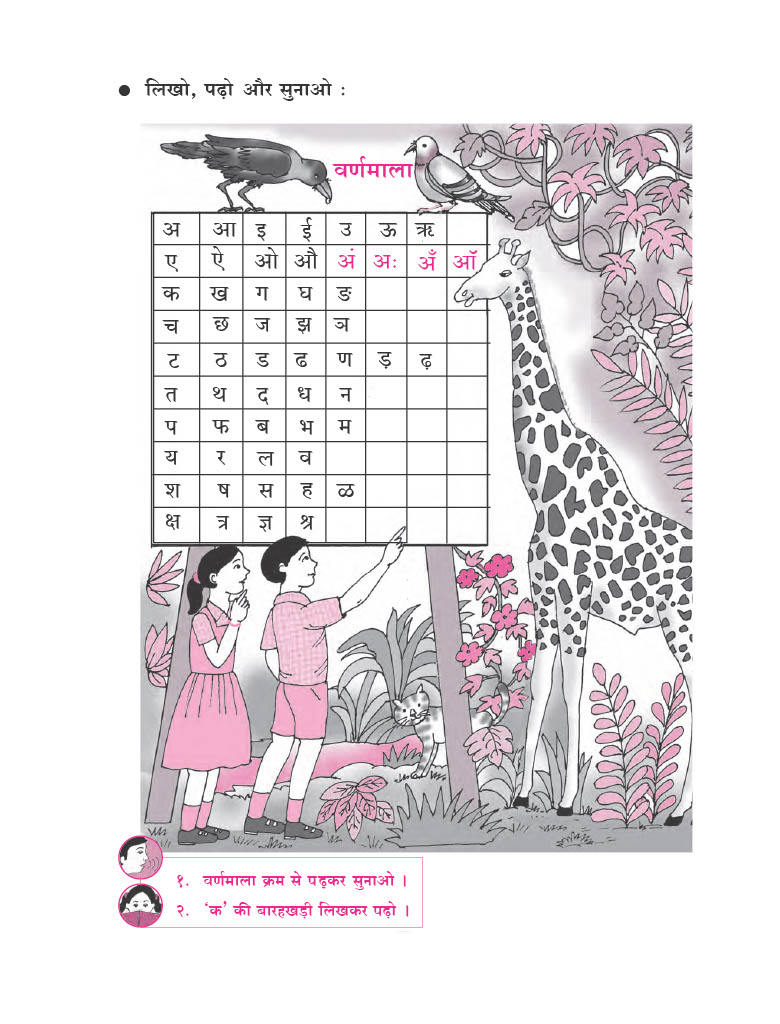 ● लिखो, पढ़ो और सुनाओ :
वर्णमाला
अ आ इ ई उ ऊ ऋ
ए ऐ ओ औ अं अः अँ ऑ
क ख ग घ ङ
च छ ज झ ञ
ट ठ ड ढ ण ड़ ढ़
त थ द ध न
प फ ब भ म
य र ल व
श ष स ह ळ
क्ष त्र ज्ञ श्र
१. वर्णमाला क्रम से पढ़कर सुनाओ ।
२. ‘क’ की बारहखड़ी लिखकर पढ़ो ।